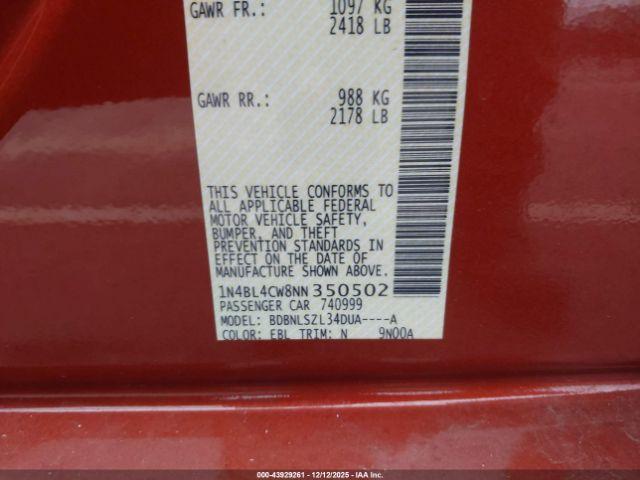 GAWR FR.: 1097 KG
2418 LB
GAWR RR.: 988 KG
2178 LB
THIS VEHICLE CONFORMS TO
ALL APPLICABLE FEDERAL
MOTOR VEHICLE SAFETY,
BUMPER, AND THEFT
PREVENTION STANDARDS IN
EFFECT ON THE DATE OF
MANUFACTURE SHOWN ABOVE.
1N4BL4CW8NN350502
PASSENGER CAR 740999
MODEL: BDBNLSZL34DUA----A
COLOR: EBL TRIM: N 9N00A
000-43929261 • 12/12/2025 • IAA Inc.